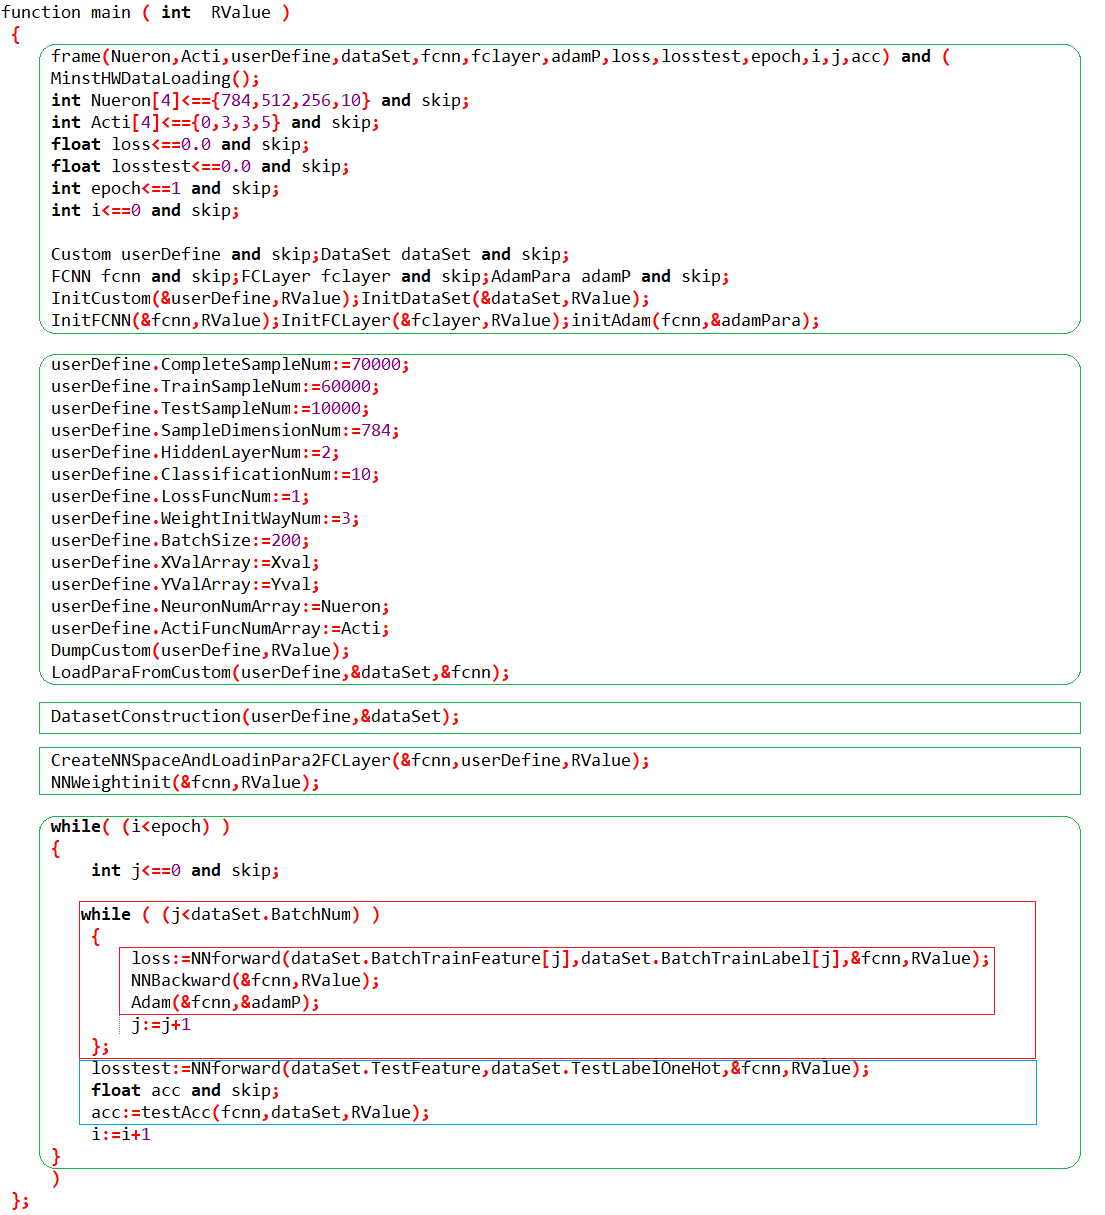 function main ( int  RValue )
{
frame(Nueron,Acti,userDefine,dataSet,fcnn,fclayer,adamP,loss,losstest,epoch,i,j,acc) and (
MinstHWDataLoading();
int Nueron[4]<=={784,512,256,10} and skip;
int Acti[4]<=={0,3,3,5} and skip;
float loss<==0.0 and skip;
float losstest<==0.0 and skip;
int epoch<==1 and skip;
int i<==0 and skip;
Custom userDefine and skip;DataSet dataSet and skip;
FCNN fcnn and skip;FCLayer fclayer and skip;AdamPara adamP and skip;
InitCustom(&userDefine,RValue);InitDataSet(&dataSet,RValue);
InitFCNN(&fcnn,RValue);InitFCLayer(&fclayer,RValue);initAdam(fcnn,&adamPara);
userDefine.CompleteSampleNum:=70000;
userDefine.TrainSampleNum:=60000;
userDefine.TestSampleNum:=10000;
userDefine.SampleDimensionNum:=784;
userDefine.HiddenLayerNum:=2;
userDefine.ClassificationNum:=10;
userDefine.LossFuncNum:=1;
userDefine.WeightInitWayNum:=3;
userDefine.BatchSize:=200;
userDefine.XValArray:=Xval;
userDefine.YValArray:=Yval;
userDefine.NeuronNumArray:=Nueron;
userDefine.ActiFuncNumArray:=Acti;
DumpCustom(userDefine,RValue);
LoadParaFromCustom(userDefine,&dataSet,&fcnn);
DatasetConstruction(userDefine,&dataSet);
CreateNNSpaceAndLoadinPara2FCLayer(&fcnn,userDefine,RValue);
NNWeightinit(&fcnn,RValue);
while( (i<epoch) )
{
int j<==0 and skip;
while ( (j<dataSet.BatchNum) )
{
loss:=NNforward(dataSet.BatchTrainFeature[j],dataSet.BatchTrainLabel[j],&fcnn,RValue);
NNBackward(&fcnn,RValue);
Adam(&fcnn,&adamP);
j:=j+1
};
losstest:=NNforward(dataSet.TestFeature,dataSet.TestLabelOneHot,&fcnn,RValue);
float acc and skip;
acc:=testAcc(fcnn,dataSet,RValue);
i:=i+1
}
)
};